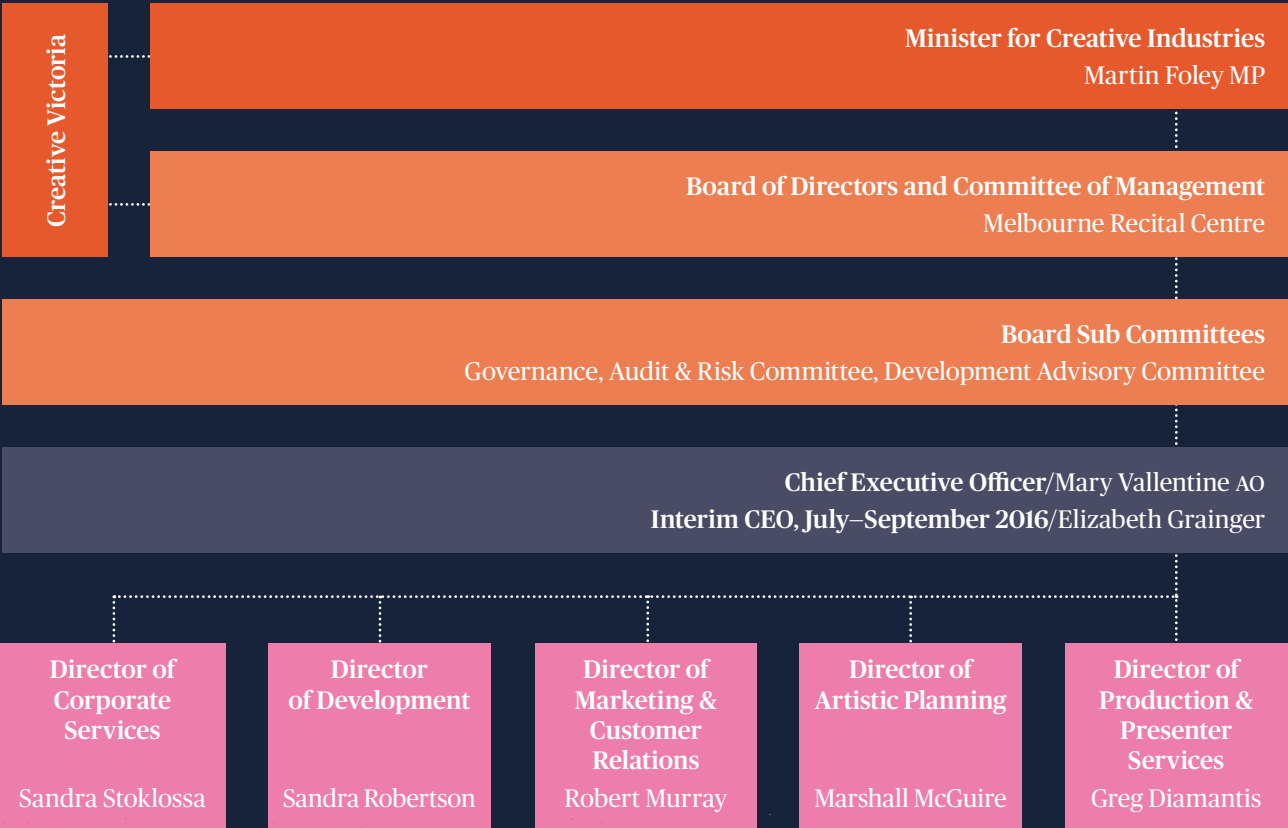 Creative Victoria
Minister for Creative Industries
Martin Foley MP
Board of Directors and Committee of Management
Melbourne Recital Centre
Board Sub Committees
Governance, Audit & Risk Committee, Development Advisory Committee
Chief Executive Officer/Mary Vallentine AO
Interim CEO, July–September 2016/Elizabeth Grainger
Director of
Corporate
Services
Sandra Stoklossa
Director
of Development
Sandra Robertson
Director of
Marketing &
Customer
Relations
Robert Murray
Director of
Artistic Planning
Marshall McGuire
Director of
Production &
Presenter
Services
Greg Diamantis